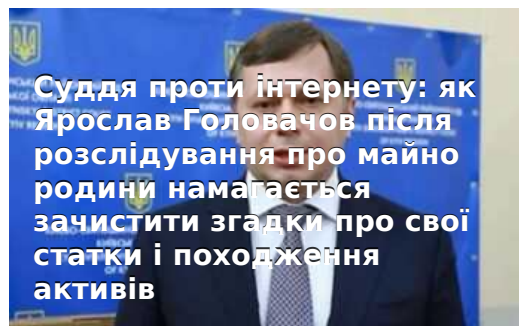 Суддя проти інтернету: як
Ярослав Головачов після
розслідування про майно
родини намагається
зачистити згадки про свої
статки і походження
активів